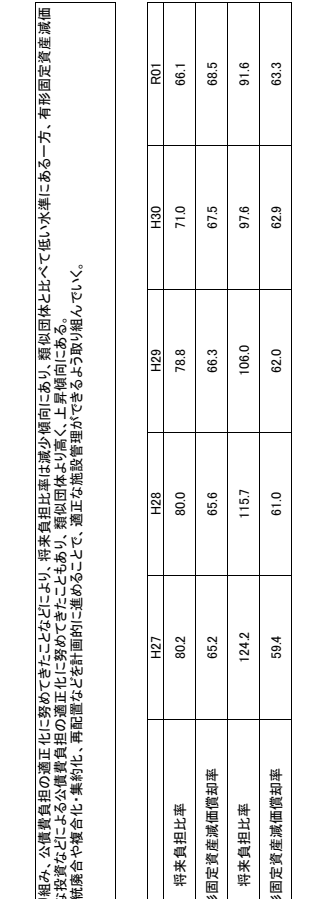 組み、公債費負担の適正化に努めてきたことなどにより、将来負担比率は減少傾向にあり、類似団体と比べて低い水準にある一方、有形固定資産減価
な投資などによる公債費負担の適正化に努めてきたこともあり、類似団体より高く、上昇傾向にある。
統廃合や複合化・集約化、再配置などを計画的に進めることで、適正な施設管理ができるよう取り組んでいく。
H27 H28 H29 H30 R01
将来負担比率 80.2 80.0 78.8 71.0 66.1
形固定資産減価償却率 65.2 65.6 66.3 67.5 68.5
将来負担比率 124.2 115.7 106.0 97.6 91.6
形固定資産減価償却率 59.4 61.0 62.0 62.9 63.3